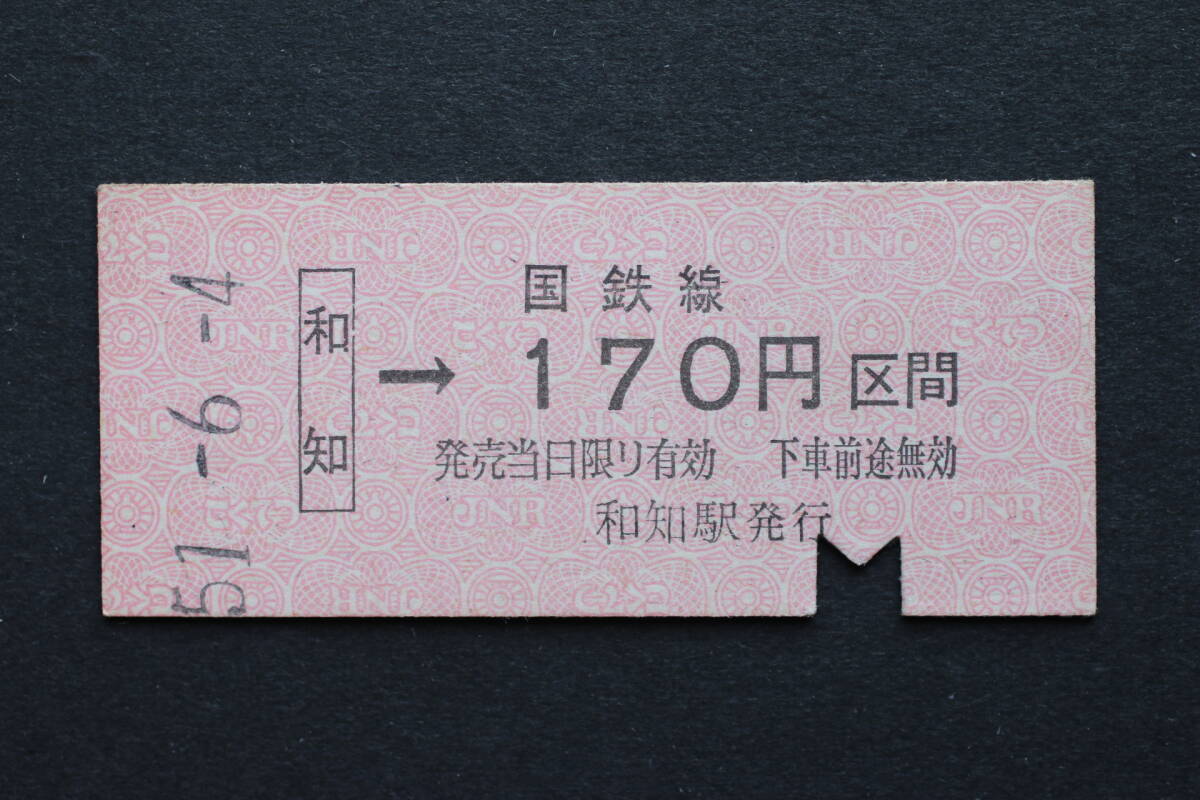 51-6-4
和知
国鉄線
→ 170円区間
発売当日限り有効 下車前途無効
和知駅発行